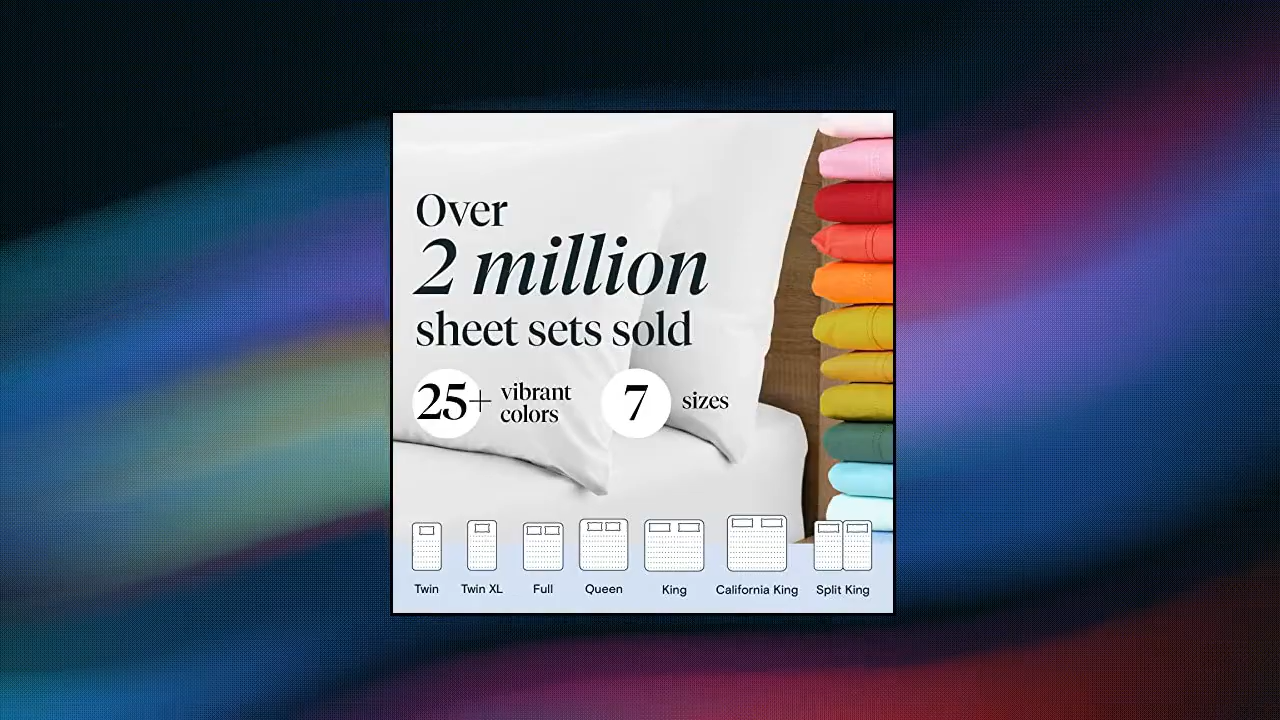 Over
2 million
sheet sets sold
25+ vibrant colors
7 sizes
Twin Twin XL Full Queen King California King Split King